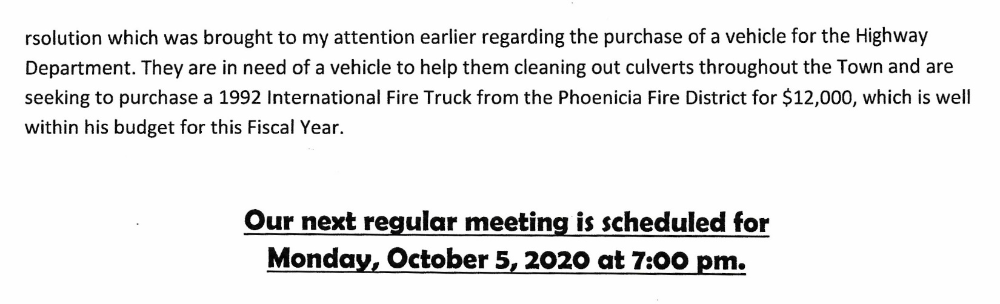 rsolution which was brought to my attention earlier regarding the purchase of a vehicle for the Highway
Department. They are in need of a vehicle to help them cleaning out culverts throughout the Town and are
seeking to purchase a 1992 International Fire Truck from the Phoenicia Fire District for $12,000, which is well
within his budget for this Fiscal Year.
Our next regular meeting is scheduled for
Monday, October 5, 2020 at 7:00 pm.